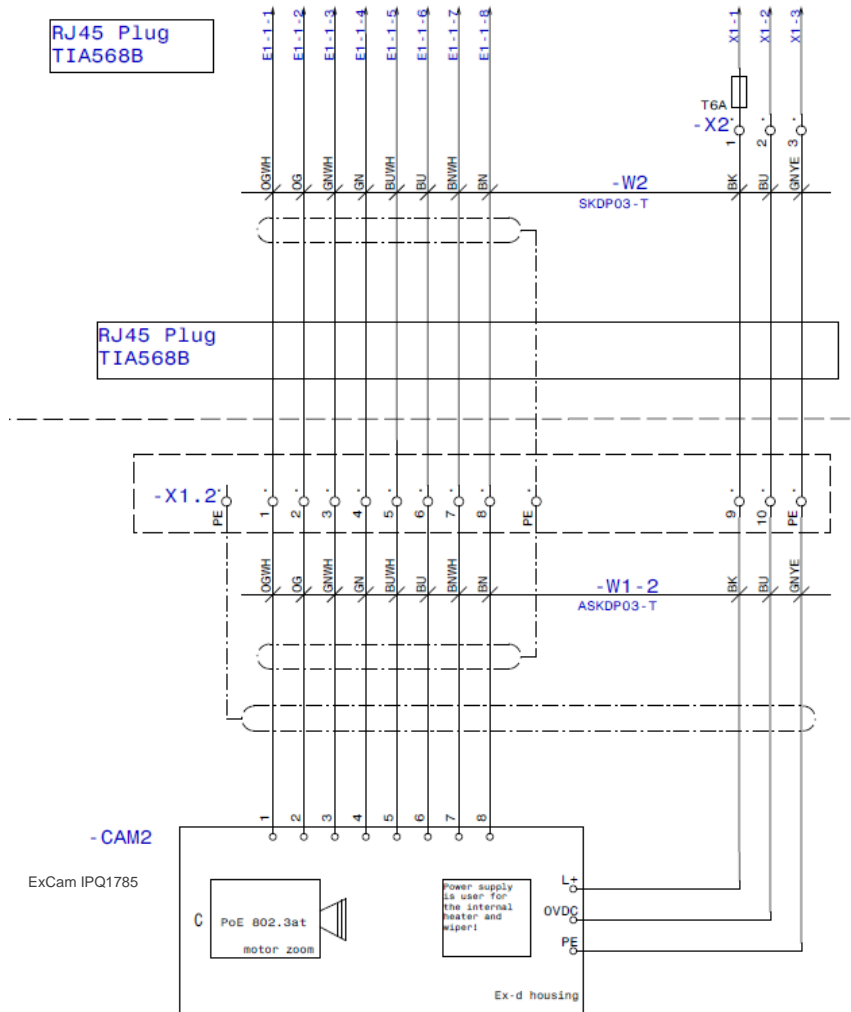 RJ45 Plug
TIA568B
E1-1-1
E1-1-2
E1-1-3
E1-1-4
E1-1-5
E1-1-6
E1-1-7
E1-1-8
X1-1
X1-2
X1-3
T6A
-X2
1
2
3
OGWH
OG
GNWH
GN
BUWH
BU
BNWH
BN
-W2
SKDP03-T
BK
BU
GNYE
RJ45 Plug
TIA568B
-X1.2
PE
1
2
3
4
5
6
7
8
PE
9
10
PE
OGWH
OG
GNWH
GN
BUWH
BU
BNWH
BN
-W1-2
ASKDP03-T
BK
BU
GNYE
1
2
3
4
5
6
7
8
-CAM2
ExCam IPQ1785
C
PoE 802.3at
motor zoom
Power supply
is user for
the internal
heater and
wiper!
L+
0VDC
PE
Ex-d housing